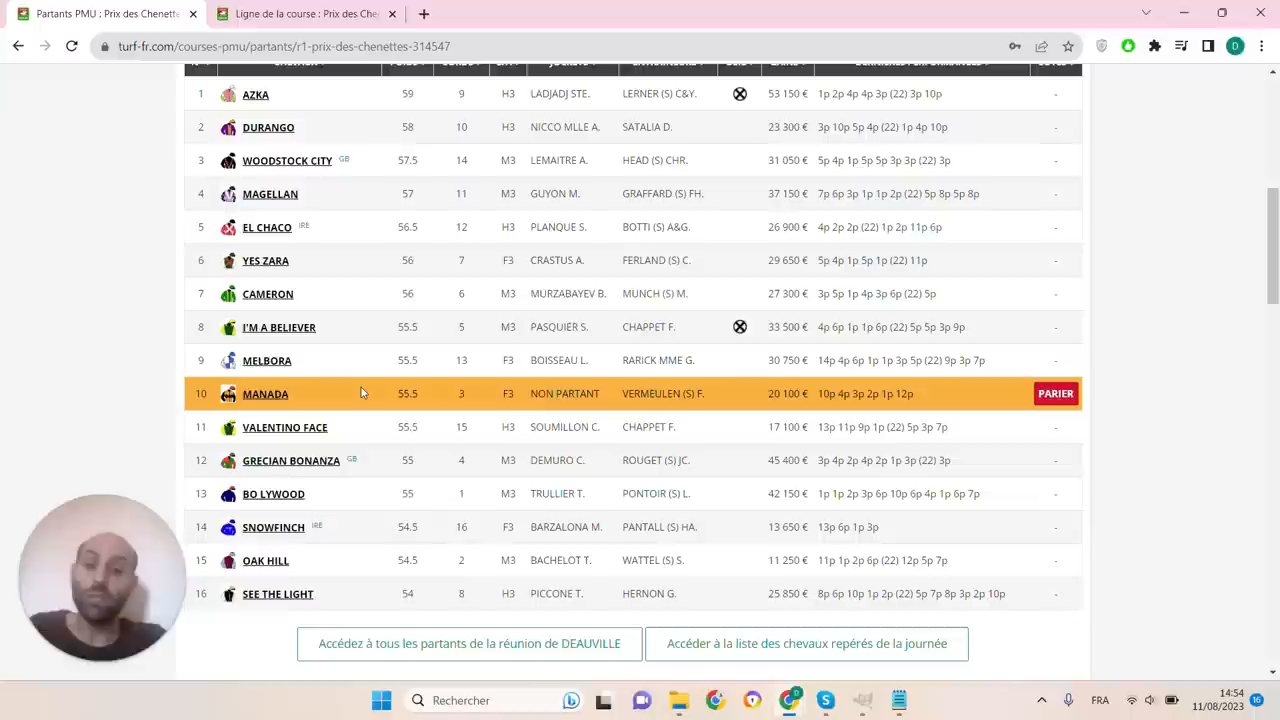 Partants PMU : Prix des Chenette
Ligne de la course : Prix des Che
turf-fr.com/courses-pmu/partants/r1-prix-des-chenettes-314547
1 AZKA 59 9 H3 LADJADJ STE. LERNER (S) C&Y. 53 150 € 1p 2p 4p 4p 3p (22) 3p 10p -
2 DURANGO 58 10 H3 NICCO MLLE A. SATALIA D. 23 300 € 3p 10p 5p 4p (22) 1p 4p 10p -
3 WOODSTOCK CITY GB 57.5 14 M3 LEMAITRE A. HEAD (S) CHR. 31 050 € 5p 4p 1p 5p 5p 3p 3p (22) 3p -
4 MAGELLAN 57 11 M3 GUYON M. GRAFFARD (S) FH. 37 150 € 7p 6p 3p 1p 1p 2p (22) 5p 8p 5p 8p -
5 EL CHACO IRE 56.5 12 H3 PLANQUE S. BOTTI (S) A&G. 26 900 € 4p 2p 2p (22) 1p 2p 11p 6p -
6 YES ZARA 56 7 F3 CRASTUS A. FERLAND (S) C. 29 650 € 5p 4p 1p 5p 1p (22) 11p -
7 CAMERON 56 6 M3 MURZABAYEV B. MUNCH (S) M. 27 300 € 3p 5p 1p 4p 3p 6p (22) 5p -
8 I'M A BELIEVER 55.5 5 M3 PASQUIER S. CHAPPET F. 33 500 € 4p 6p 1p 1p 6p (22) 5p 5p 3p 9p -
9 MELBORA 55.5 13 F3 BOISSEAU L. RARICK MME G. 30 750 € 14p 4p 6p 1p 1p 3p 5p (22) 9p 3p 7p -
10 MANADA 55.5 3 F3 NON PARTANT VERMEULEN (S) F. 20 100 € 10p 4p 3p 2p 1p 12p PARIER
11 VALENTINO FACE 55.5 15 H3 SOUMILLON C. CHAPPET F. 17 100 € 13p 11p 9p 1p (22) 5p 3p 7p -
12 GRECIAN BONANZA GB 55 4 M3 DEMURO C. ROUGET (S) JC. 45 400 € 3p 4p 2p 4p 2p 1p 3p (22) 3p -
13 BO LYWOOD 55 1 M3 TRULLIER T. PONTOIR (S) L. 42 150 € 1p 1p 2p 3p 6p 10p 6p 4p 1p 6p 7p -
14 SNOWFINCH IRE 54.5 16 F3 BARZALONA M. PANTALL (S) HA. 13 650 € 13p 6p 1p 3p -
15 OAK HILL 54.5 2 M3 BACHELOT T. WATTEL (S) S. 11 250 € 11p 1p 2p 6p (22) 12p 5p 7p -
16 SEE THE LIGHT 54 8 H3 PICCONE T. HERNON G. 25 850 € 8p 6p 10p 1p 2p (22) 5p 7p 8p 3p 2p 10p -
Accédez à tous les partants de la réunion de DEAUVILLE
Accéder à la liste des chevaux repérés de la journée
Rechercher
FRA
14:54
11/08/2023
16